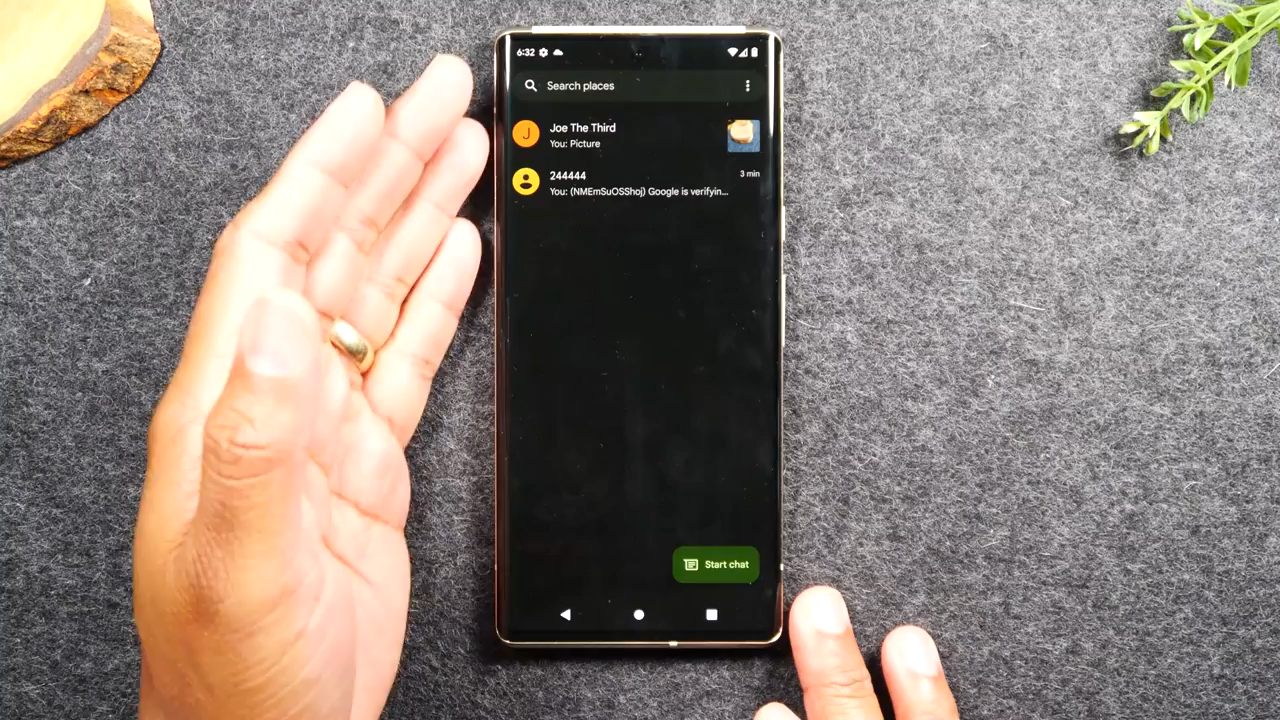 6:32
Search places
J
Joe The Third
You: Picture
244444
3 min
You: (NMEmSuOSShoj) Google is verifyin...
Start chat